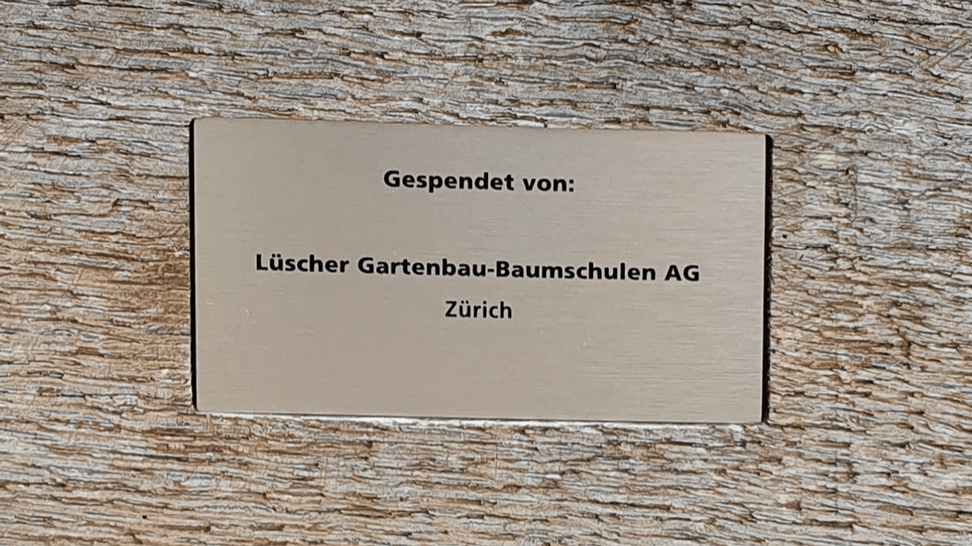 Gespendet von:
Lüscher Gartenbau-Baumschulen AG
Zürich